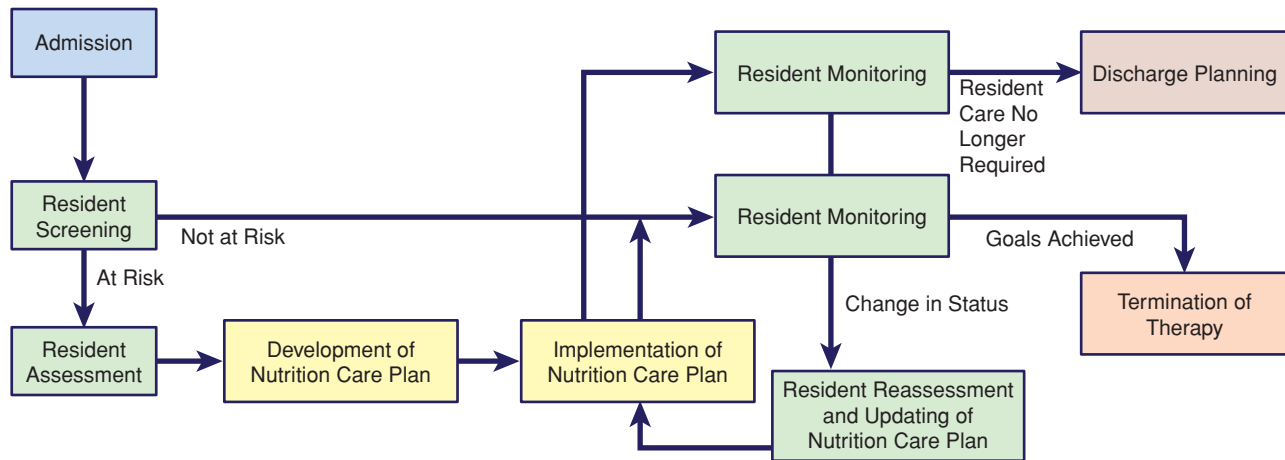 Admission
Resident Monitoring
Discharge Planning
Resident
Care No
Longer
Required
Resident
Screening
Not at Risk
Resident Monitoring
Goals Achieved
At Risk
Change in Status
Termination of
Therapy
Resident
Assessment
Development of
Nutrition Care Plan
Implementation of
Nutrition Care Plan
Resident Reassessment
and Updating of
Nutrition Care Plan